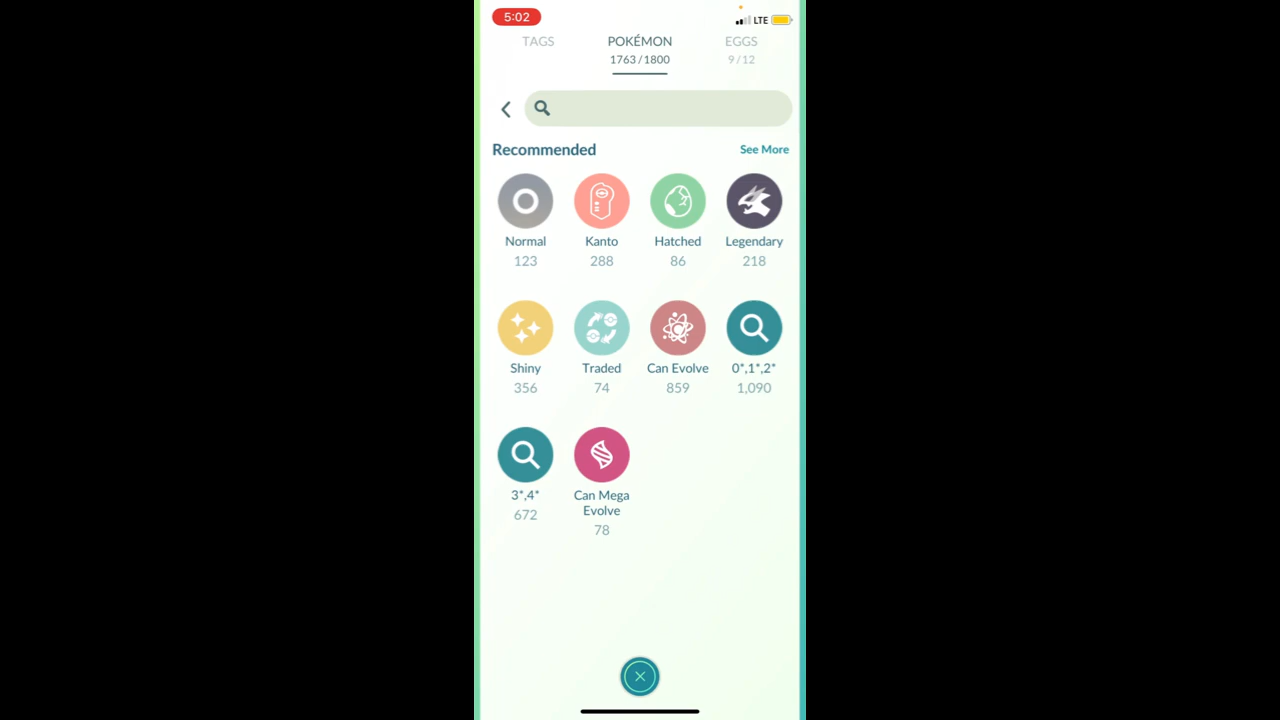 5:02
LTE
TAGS POKÉMON EGGS
1763 / 1800 9 / 12
Recommended See More
Normal Kanto Hatched Legendary
123 288 86 218
Shiny Traded Can Evolve 0*,1*,2*
356 74 859 1,090
3*,4* Can Mega
Evolve
672
78